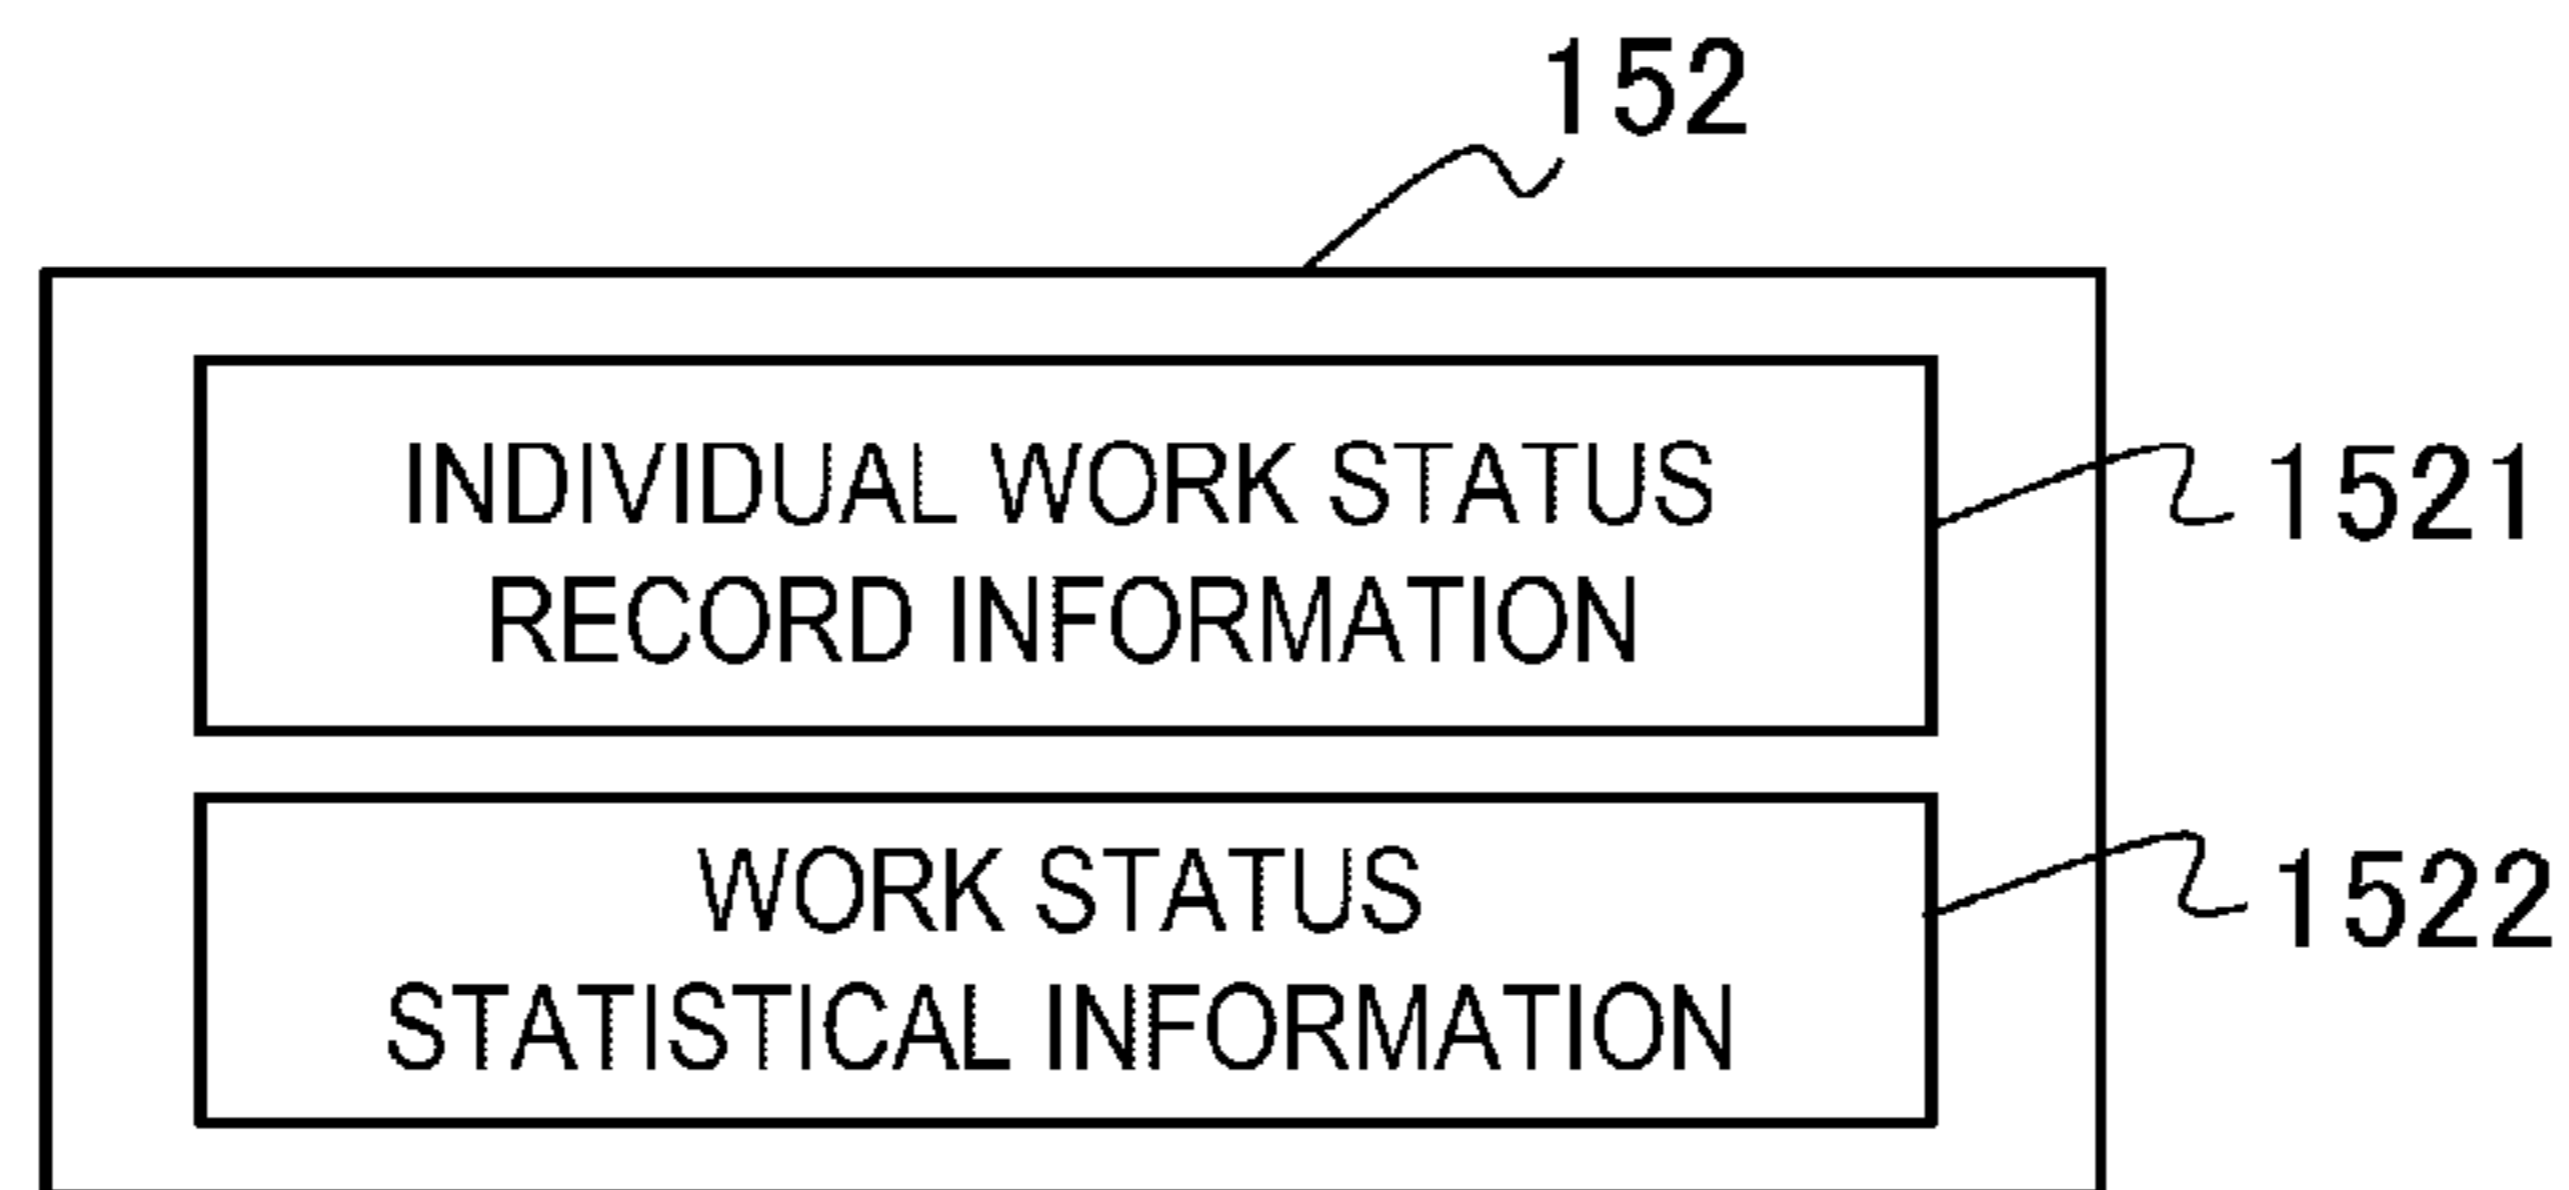 152
INDIVIDUAL WORK STATUS
RECORD INFORMATION
1521
WORK STATUS
STATISTICAL INFORMATION
1522